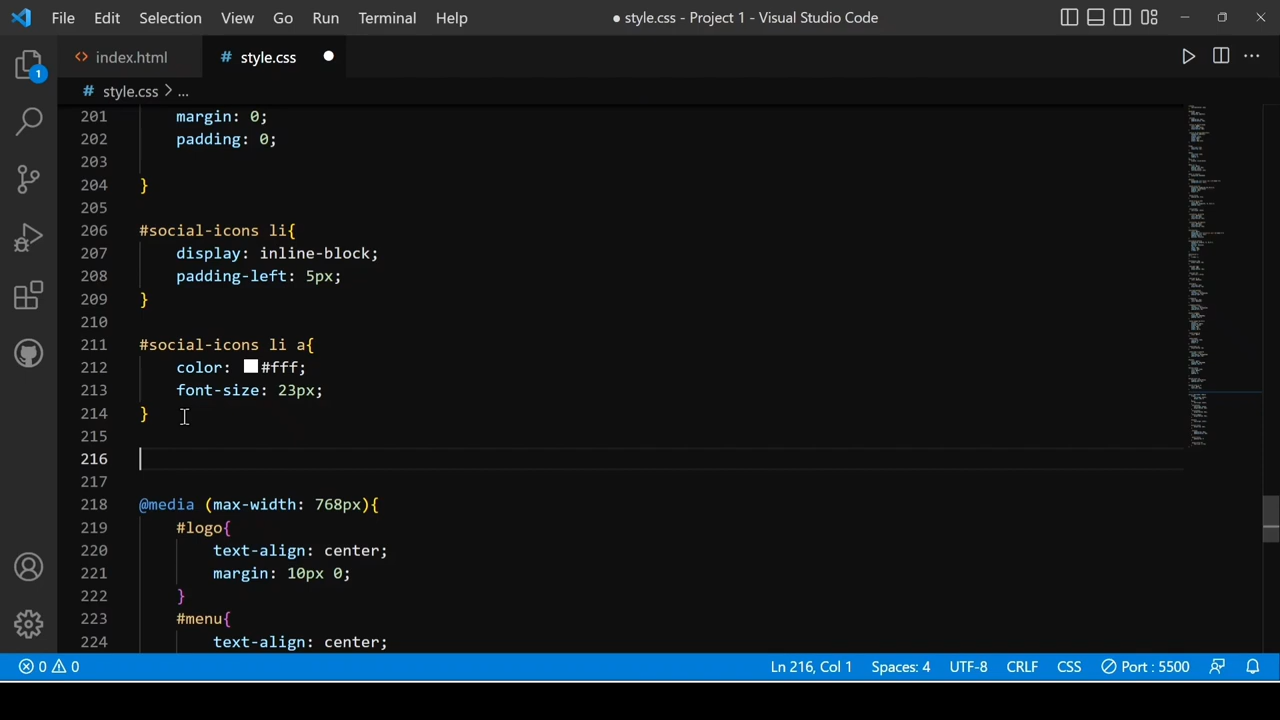 File Edit Selection View Go Run Terminal Help ● style.css - Project 1 - Visual Studio Code
<> index.html # style.css ●
# style.css > ...
1
201 margin: 0;
202 padding: 0;
203
204 }
205
206 #social-icons li{
207 display: inline-block;
208 padding-left: 5px;
209 }
210
211 #social-icons li a{
212 color: #fff;
213 font-size: 23px;
214 }
215
216
217
218 @media (max-width: 768px){
219 #logo{
220 text-align: center;
221 margin: 10px 0;
222 }
223 #menu{
224 text-align: center;
0 0 Ln 216, Col 1 Spaces: 4 UTF-8 CRLF CSS Port : 5500